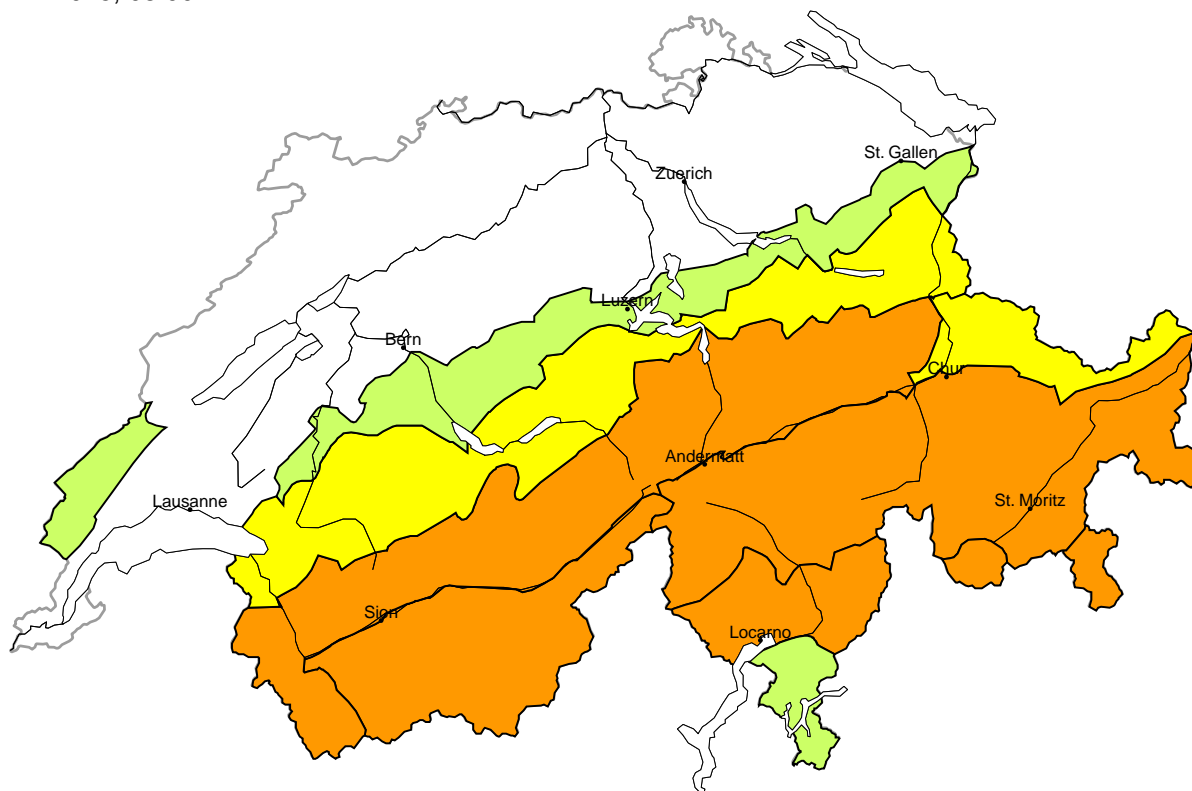 St. Gallen
Zuerich
Luzern
Bern
Chur
Andermatt
Lausanne
St. Moritz
Sion
Locarno